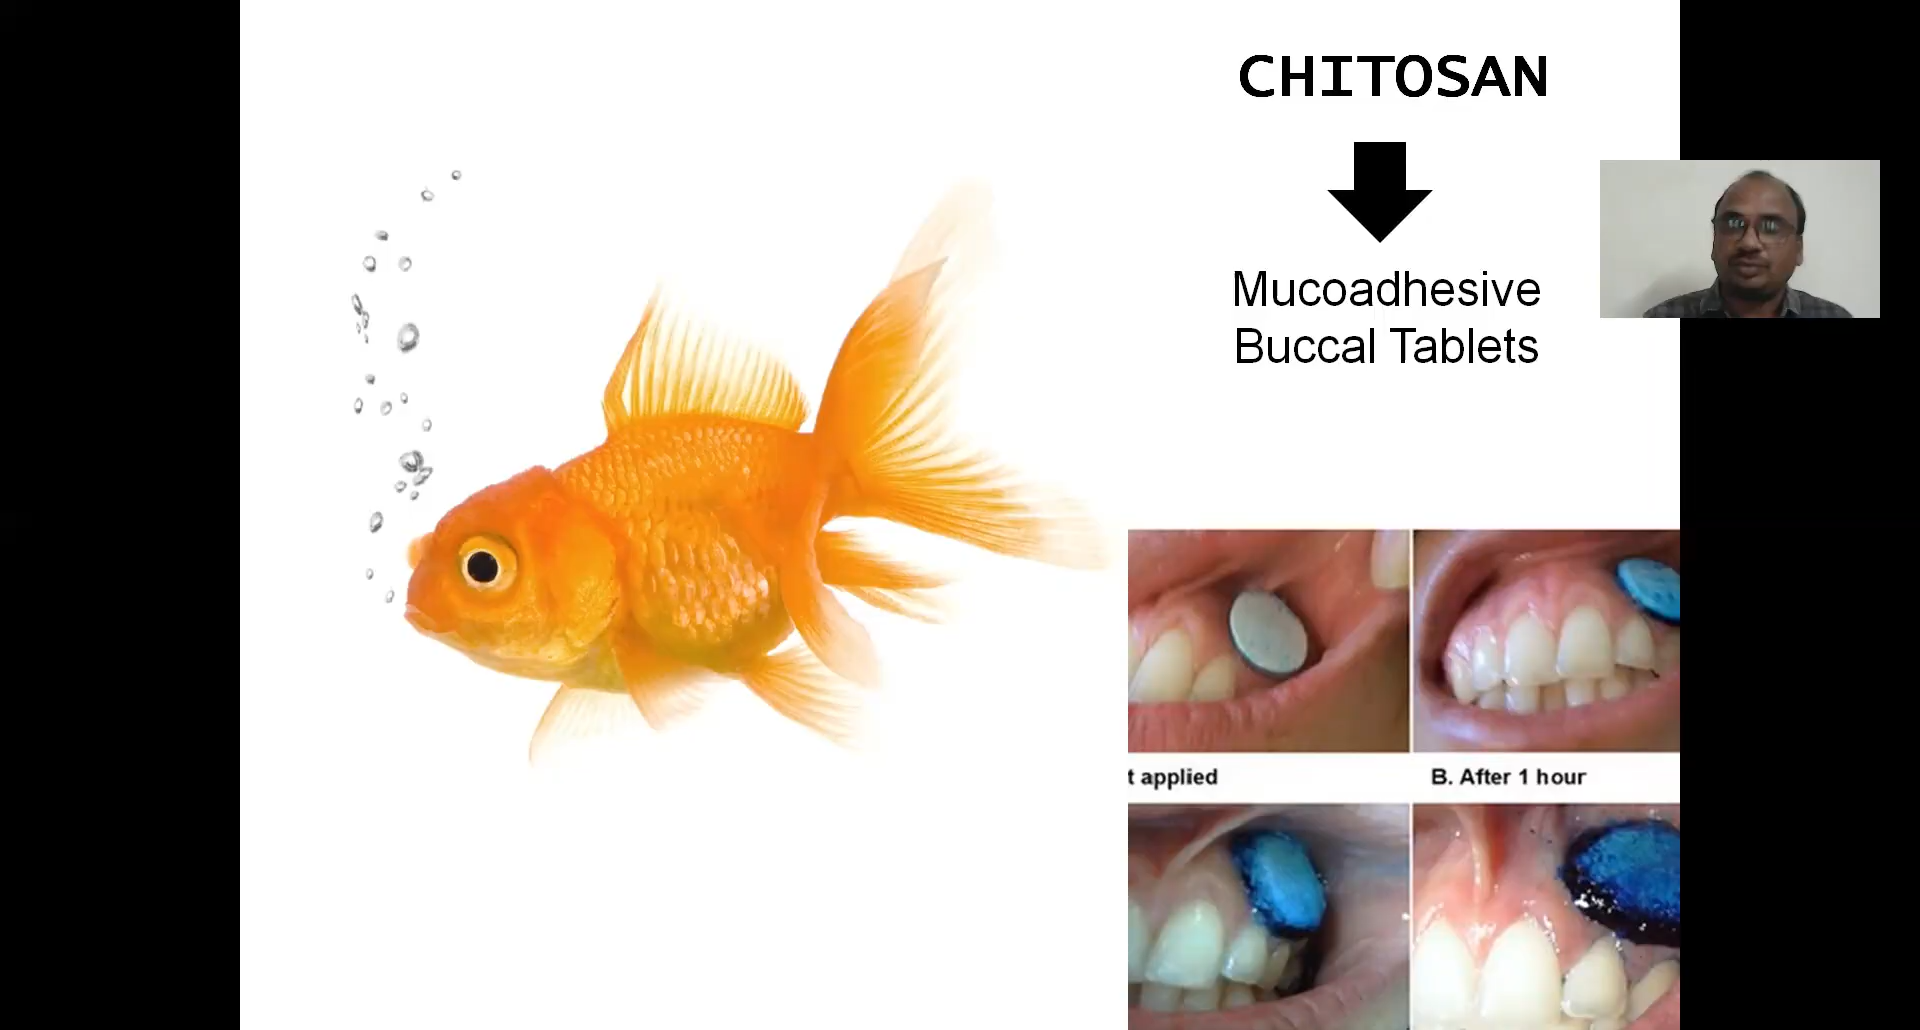 CHITOSAN
Mucoadhesive
Buccal Tablets
t applied
B. After 1 hour